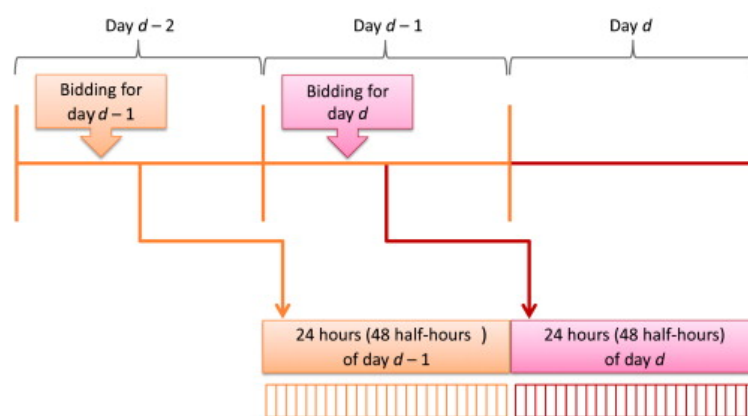 Day d – 2
Day d – 1
Day d
Bidding for
day d – 1
Bidding for
day d
24 hours (48 half-hours )
of day d – 1
24 hours (48 half-hours)
of day d